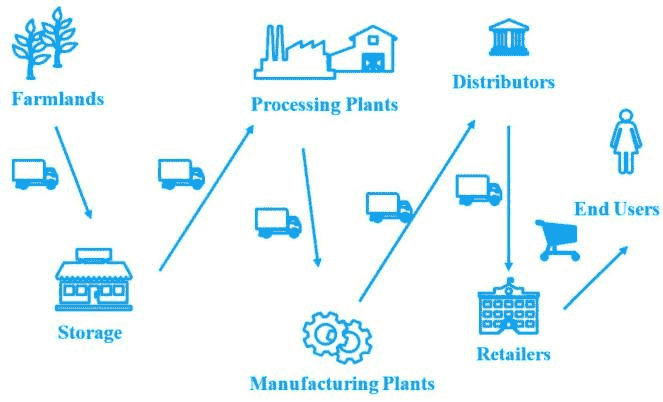 Farmlands
Storage
Processing Plants
Manufacturing Plants
Distributors
Retailers
End Users